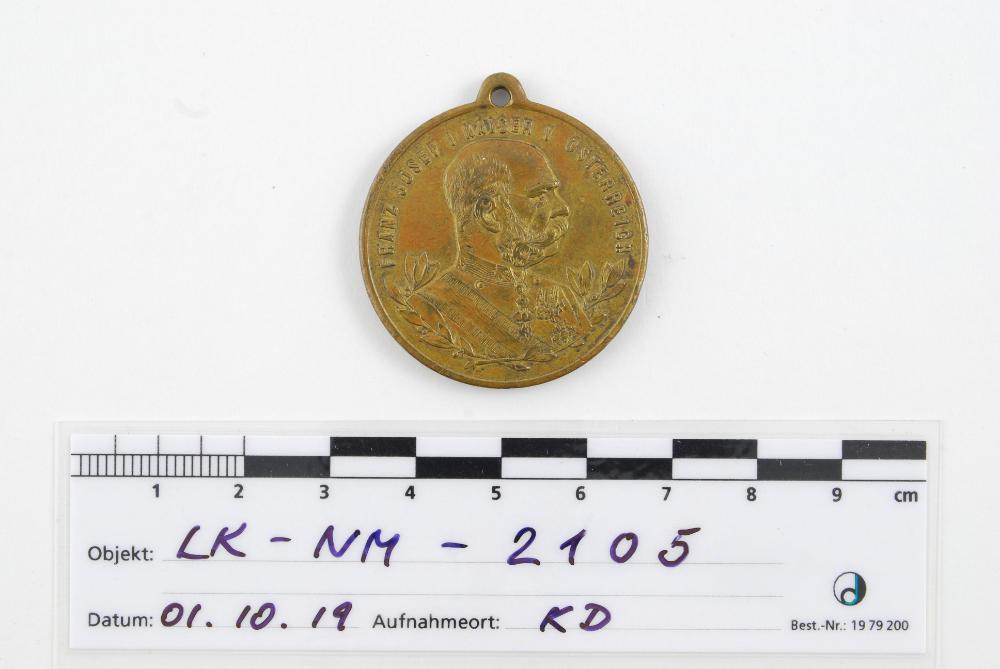 FRANZ JOSEF I KAISER V ÖSTERREICH
1 2 3 4 5 6 7 8 9 cm
Objekt: LK - NM - 2105
Datum: 01.10.19 Aufnahmeort: KD
Best.-Nr.: 19 79 200